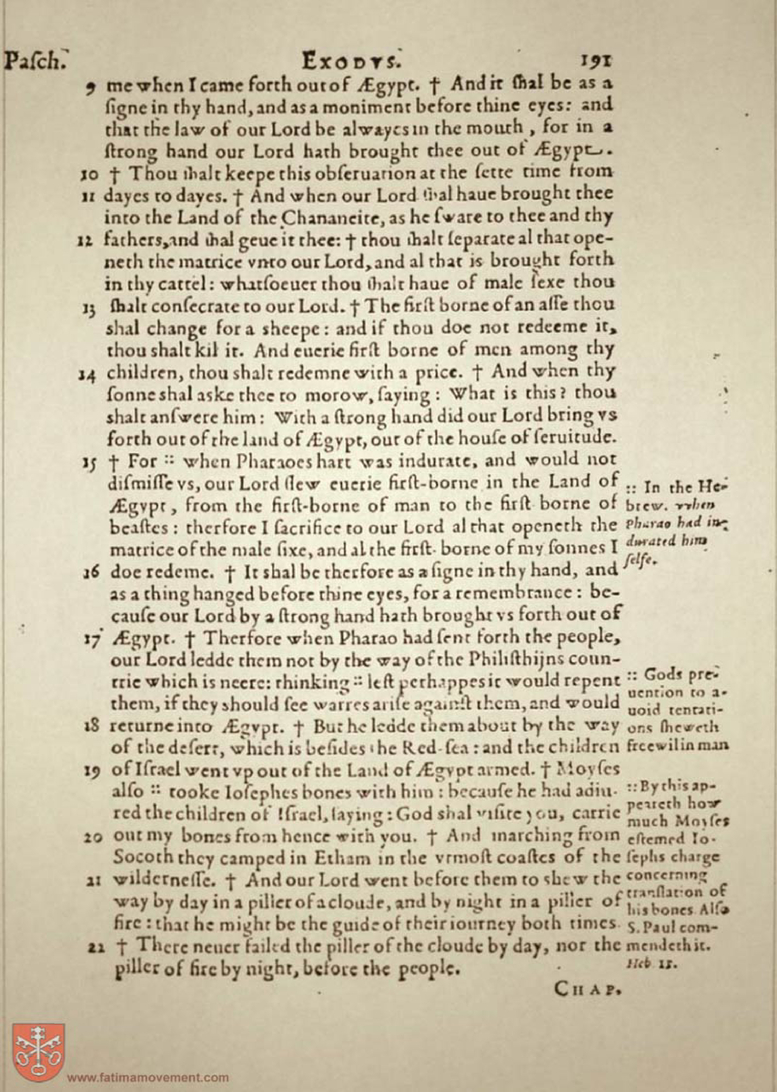 Paſch. EXODVS. 191
9 me when I came forth out of Ægypt. † And it ſhal be as a
ſigne in thy hand, and as a moniment before thine eyes: and
that the law of our Lord be alwayes in the mouth, for in a
ſtrong hand our Lord hath brought thee out of Ægypt.
10 † Thou ſhalt keepe this obſeruation at the ſette time from
11 dayes to dayes. † And when our Lord ſhal haue brought thee
into the Land of the Chananeite, as he ſware to thee and thy
12 fathers, and ſhal geue it thee: † thou ſhalt ſeparate al that ope-
neth the matrice vnto our Lord, and al that is brought forth
in thy cattel: whatſoeuer thou ſhalt haue of male ſexe thou
13 ſhalt conſecrate to our Lord. † The firſt borne of an aſſe thou
shal change for a sheepe: and if thou doe not redeeme it,
thou shalt kil it. And euerie firſt borne of men among thy
14 children, thou shalt redemne with a price. † And when thy
ſonne shal aske thee to morow, ſaying: What is this? thou
shalt anſwere him: With a ſtrong hand did our Lord bring vs
forth out of the land of Ægypt, out of the houſe of ſeruitude.
15 † For :: when Pharaoes hart was indurate, and would not
diſmiſſe vs, our Lord ſlew euerie firſt-borne in the Land of
Ægypt, from the firſt-borne of man to the firſt borne of
beaſtes: therfore I ſacrifice to our Lord al that openeth the
matrice of the male ſixe, and al the firſt-borne of my ſonnes I
:: In the He-
brew. when
Pharao had in-
durated him
ſelfe.
16 doe redeme. † It shal be therfore as a ſigne in thy hand, and
as a thing hanged before thine eyes, for a remembrance: be-
cauſe our Lord by a ſtrong hand hath brought vs forth out of
17 Ægypt. † Therfore when Pharao had ſent forth the people,
our Lord ledde them not by the way of the Philiſthijns coun-
trie which is neere: thinking :: leſt perhappes it would repent
them, if they should ſee warres ariſe againſt them, and would
18 returne into Ægypt. † But he ledde them about by the way
of the deſert, which is beſides the Red-ſea: and the children
:: Gods pre-
uention to a-
uoid tentati-
ons sheweth
freewil in man
19 of Iſrael went vp out of the Land of Ægypt armed. † Moyſes
alſo :: tooke Ioſephes bones with him: becauſe he had adiu-
red the children of Iſrael, ſaying: God shal viſite you, carrie
20 out my bones from hence with you. † And marching from
Socoth they camped in Etham in the vtmoſt coaſtes of the
21 wilderneſſe. † And our Lord went before them to shew the
way by day in a piller of a cloude, and by night in a piller of
fire: that he might be the guide of their iourney both times.
22 † There neuer failed the piller of the cloude by day, nor the
piller of fire by night, before the people.
:: By this ap-
peareth how
much Moyſes
eſtemed Io-
ſephs charge
concerning
tranſlation of
his bones. Alſo
S. Paul com-
mendeth it.
Heb 11.
CHAP.
www.fatimamovement.com